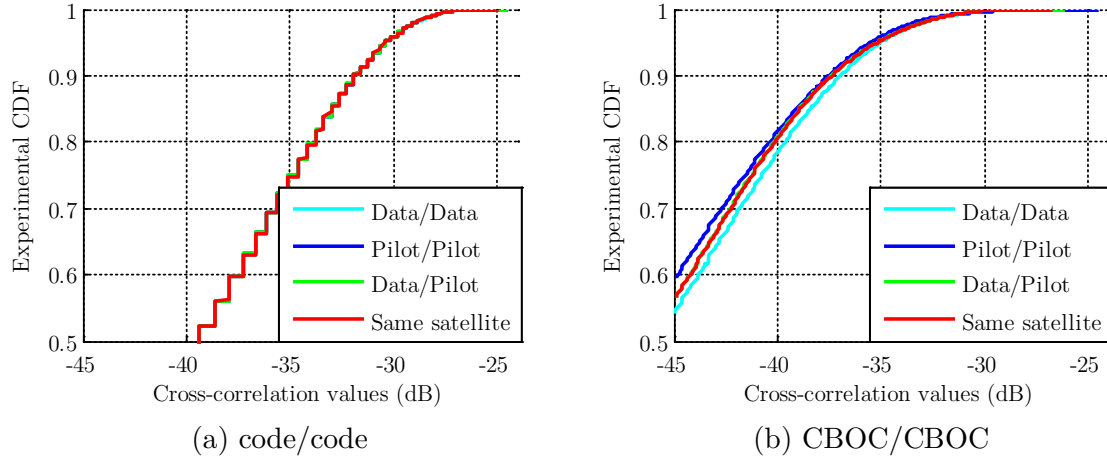 1
0.9
0.8
0.7
0.6
0.5
Experimental CDF
-45
-40
-35
-30
-25
Cross-correlation values (dB)
Data/Data
Pilot/Pilot
Data/Pilot
Same satellite
(a) code/code
1
0.9
0.8
0.7
0.6
0.5
Experimental CDF
-45
-40
-35
-30
-25
Cross-correlation values (dB)
Data/Data
Pilot/Pilot
Data/Pilot
Same satellite
(b) CBOC/CBOC